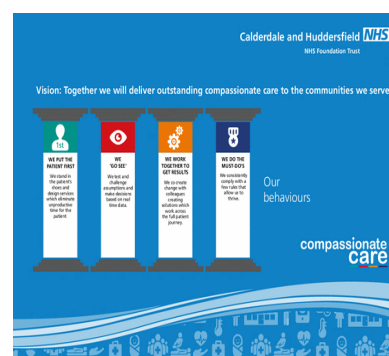 Calderdale and Huddersfield NHS
NHS Foundation Trust
Vision: Together we will deliver outstanding compassionate care to the communities we serve
1st
WE PUT THE
PATIENT FIRST
We stand in
the patient's
shoes and
design services
which eliminate
unproductive
time for the
patient
WE
'GO SEE'
We test and
challenge
assumptions and
make decisions
based on real
time data.
WE WORK
TOGETHER TO
GET RESULTS
We co create
change with
colleagues
creating
solutions which
work across
the full patient
journey.
WE DO THE
MUST-DO'S
We consistently
comply with a
few rules that
allow us to
thrive.
Our
behaviours
compassionate
care